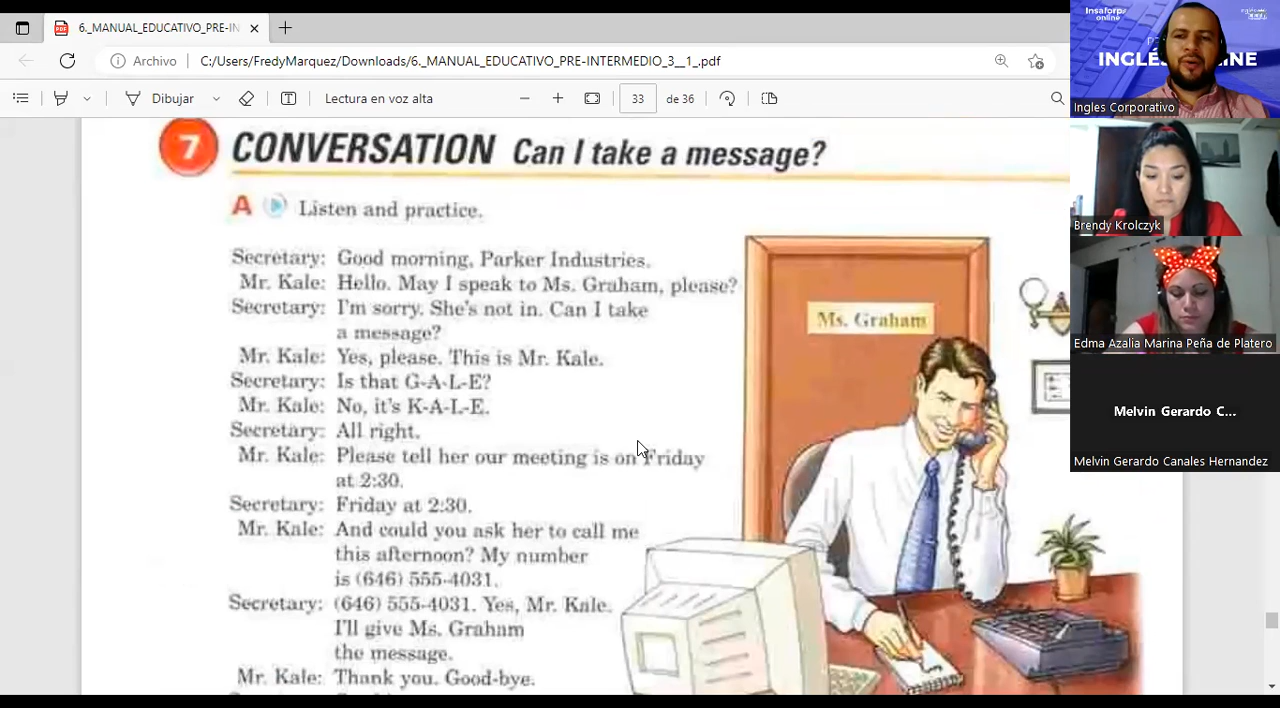 6._MANUAL_EDUCATIVO_PRE-IN
Archivo
C:/Users/FredyMarquez/Downloads/6._MANUAL_EDUCATIVO_PRE-INTERMEDIO_3__1_.pdf
Dibujar
Lectura en voz alta
33
de 36
7 CONVERSATION Can I take a message?
A Listen and practice.
Secretary: Good morning, Parker Industries.
Mr. Kale: Hello. May I speak to Ms. Graham, please?
Secretary: I'm sorry. She's not in. Can I take
a message?
Mr. Kale: Yes, please. This is Mr. Kale.
Secretary: Is that G-A-L-E?
Mr. Kale: No, it's K-A-L-E.
Secretary: All right.
Mr. Kale: Please tell her our meeting is on Friday
at 2:30.
Secretary: Friday at 2:30.
Mr. Kale: And could you ask her to call me
this afternoon? My number
is (646) 555-4031.
Secretary: (646) 555-4031. Yes, Mr. Kale.
I'll give Ms. Graham
the message.
Mr. Kale: Thank you. Good-bye.
Ms. Graham
Insaforp
online
INGLÉS ONLINE
Ingles Corporativo
Brendy Krolczyk
Edma Azalia Marina Peña de Platero
Melvin Gerardo C...
Melvin Gerardo Canales Hernandez